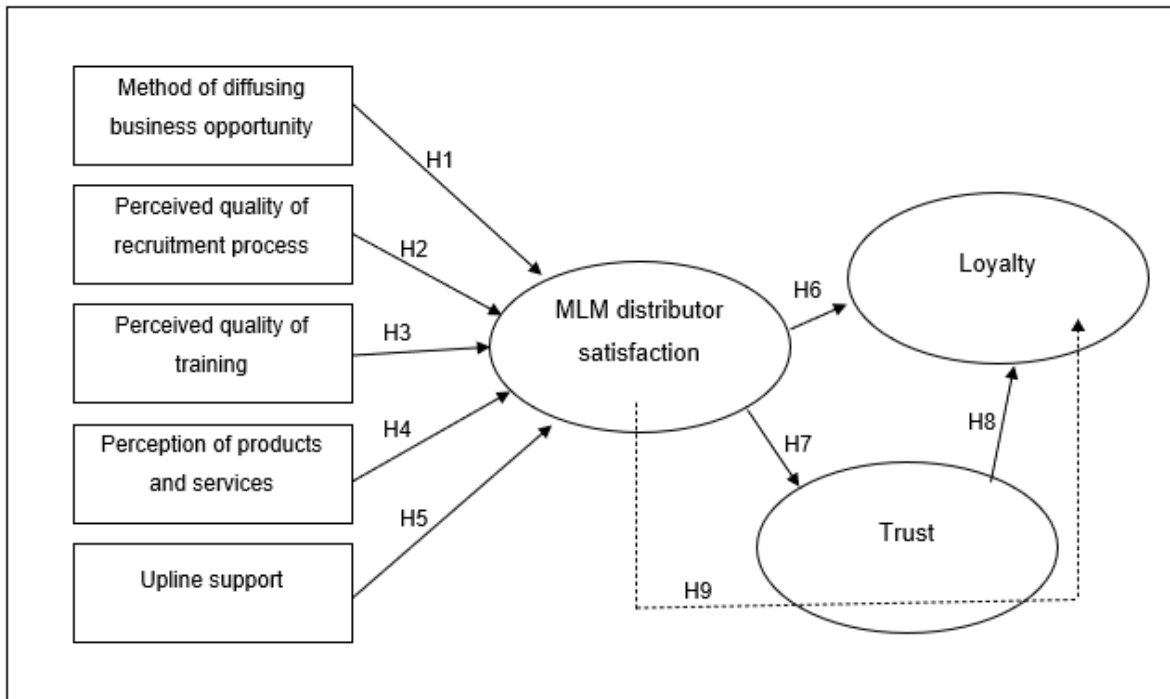 Method of diffusing
business opportunity
H1
Perceived quality of
recruitment process
H2
Perceived quality of
training
H3
Perception of products
and services
H4
Upline support
H5
MLM distributor
satisfaction
H6
Loyalty
H7
H8
Trust
H9